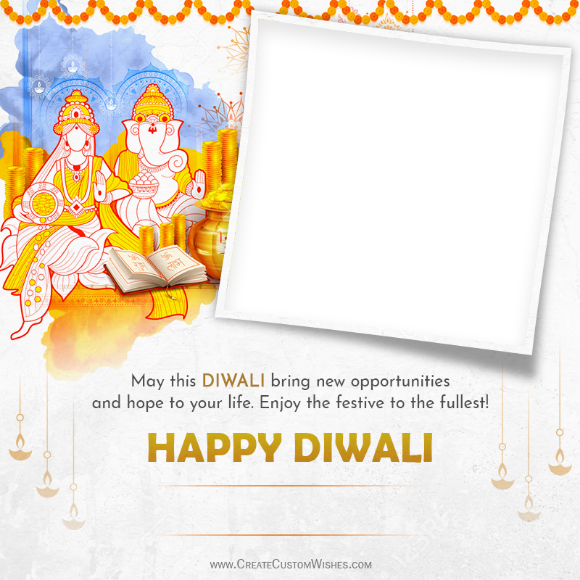 May this DIWALI bring new opportunities
and hope to your life. Enjoy the festive to the fullest!
HAPPY DIWALI
www.CreateCustomWishes.com